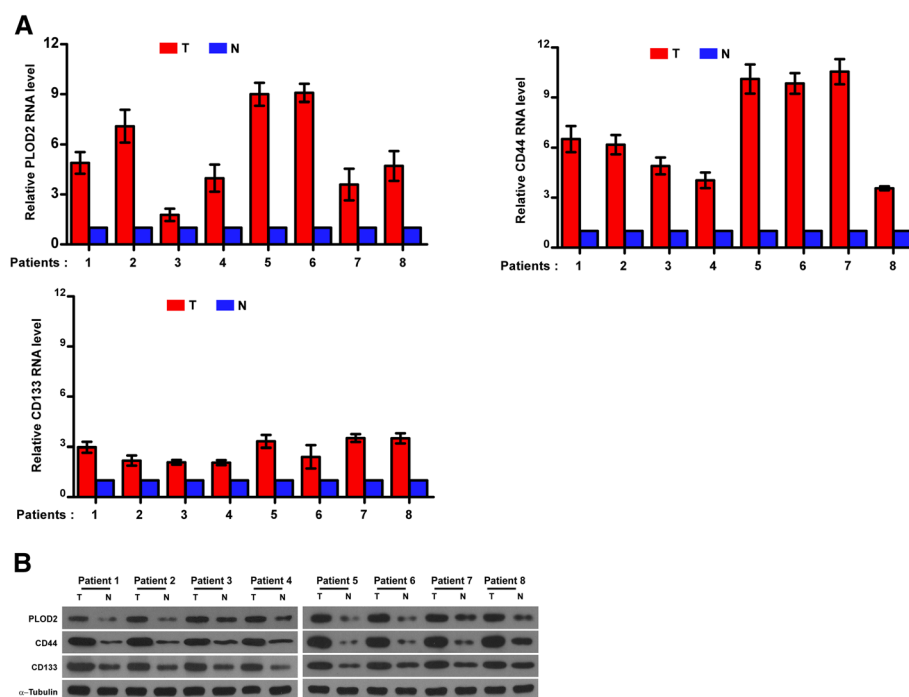 A
T N
Relative PLOD2 RNA level
12
9
6
3
0
Patients : 1 2 3 4 5 6 7 8
T N
Relative CD44 RNA level
12
9
6
3
0
Patients : 1 2 3 4 5 6 7 8
T N
Relative CD133 RNA level
12
9
6
3
0
Patients : 1 2 3 4 5 6 7 8
B
Patient 1 Patient 2 Patient 3 Patient 4 Patient 5 Patient 6 Patient 7 Patient 8
T N T N T N T N T N T N T N T N
PLOD2
CD44
CD133
α-Tubulin